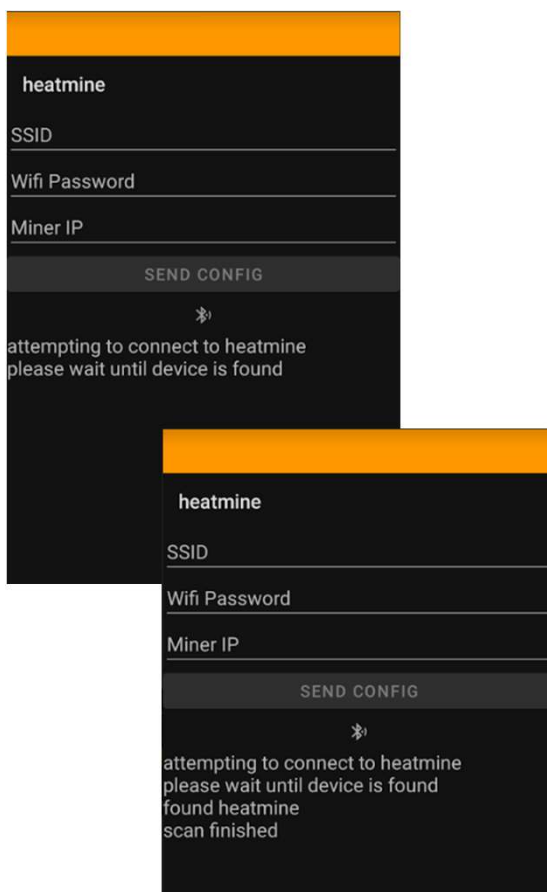 heatmine
SSID
Wifi Password
Miner IP
SEND CONFIG
attempting to connect to heatmine
please wait until device is found
heatmine
SSID
Wifi Password
Miner IP
SEND CONFIG
attempting to connect to heatmine
please wait until device is found
found heatmine
scan finished